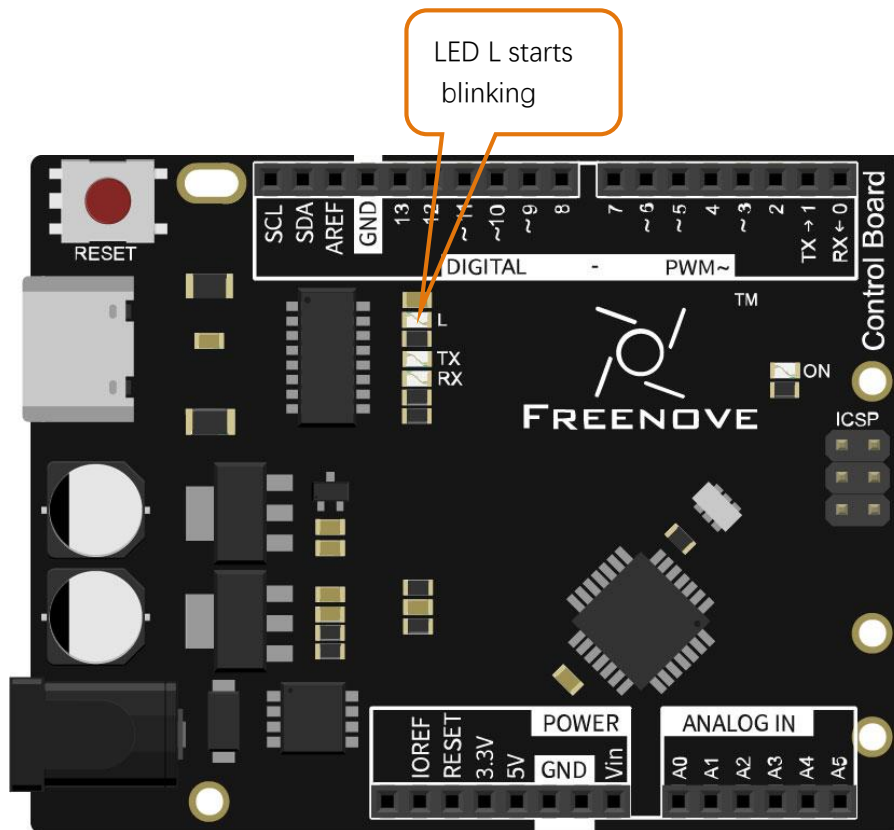 LED L starts
blinking
RESET
SCL
SDA
AREF
GND
13
12
~11
~10
~9
8
7
~6
~5
4
~3
2
TX→1
RX←0
DIGITAL - PWM~
Control Board
L
TX
RX
TM
FREENOVE
ON
ICSP
POWER
IOREF
RESET
3.3V
5V
GND
Vin
ANALOG IN
A0
A1
A2
A3
A4
A5